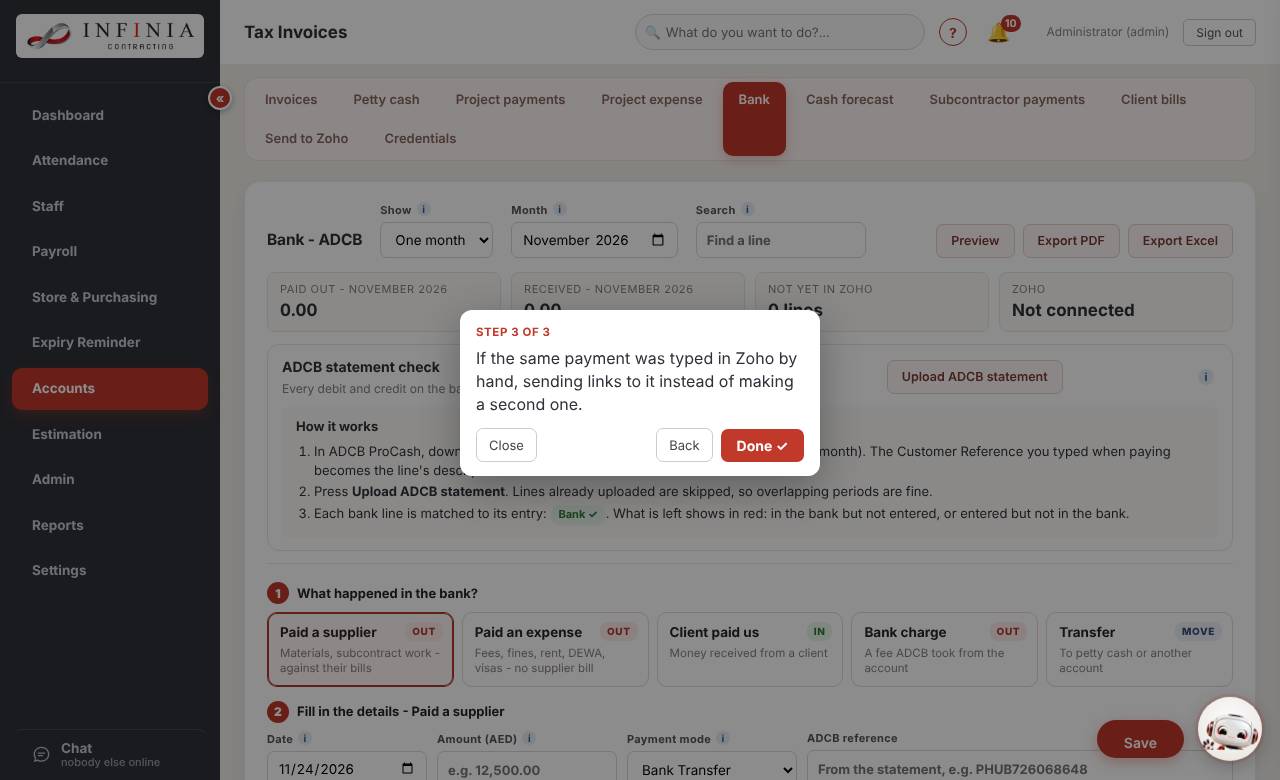 INFINIA
CONTRACTING
Tax Invoices
What do you want to do?...
?
10
Administrator (admin)
Sign out
«
Dashboard
Attendance
Staff
Payroll
Store & Purchasing
Expiry Reminder
Accounts
Estimation
Admin
Reports
Settings
Chat
nobody else online
Invoices
Petty cash
Project payments
Project expense
Bank
Cash forecast
Subcontractor payments
Client bills
Send to Zoho
Credentials
Bank - ADCB
Show i
One month
Month i
November 2026
Search i
Find a line
Preview
Export PDF
Export Excel
PAID OUT - NOVEMBER 2026
0.00
RECEIVED - NOVEMBER 2026
0.00
NOT YET IN ZOHO
0 lines
ZOHO
Not connected
ADCB statement check
Every debit and credit on the ba
Upload ADCB statement
i
How it works
1. In ADCB ProCash, down month). The Customer Reference you typed when paying
becomes the line's desc
2. Press Upload ADCB statement. Lines already uploaded are skipped, so overlapping periods are fine.
3. Each bank line is matched to its entry: Bank ✓ . What is left shows in red: in the bank but not entered, or entered but not in the bank.
STEP 3 OF 3
If the same payment was typed in Zoho by
hand, sending links to it instead of making
a second one.
Close
Back
Done ✓
1 What happened in the bank?
Paid a supplier OUT
Materials, subcontract work -
against their bills
Paid an expense OUT
Fees, fines, rent, DEWA,
visas - no supplier bill
Client paid us IN
Money received from a client
Bank charge OUT
A fee ADCB took from the
account
Transfer MOVE
To petty cash or another
account
2 Fill in the details - Paid a supplier
Date i
11/24/2026
Amount (AED) i
e.g. 12,500.00
Payment mode i
Bank Transfer
ADCB reference
From the statement, e.g. PHUB726068648
Save